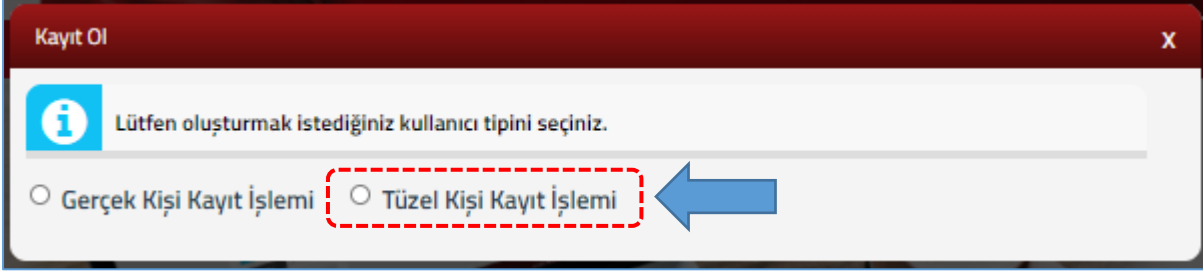 Kayıt Ol X
Lütfen oluşturmak istediğiniz kullanıcı tipini seçiniz.
Gerçek Kişi Kayıt İşlemi Tüzel Kişi Kayıt İşlemi